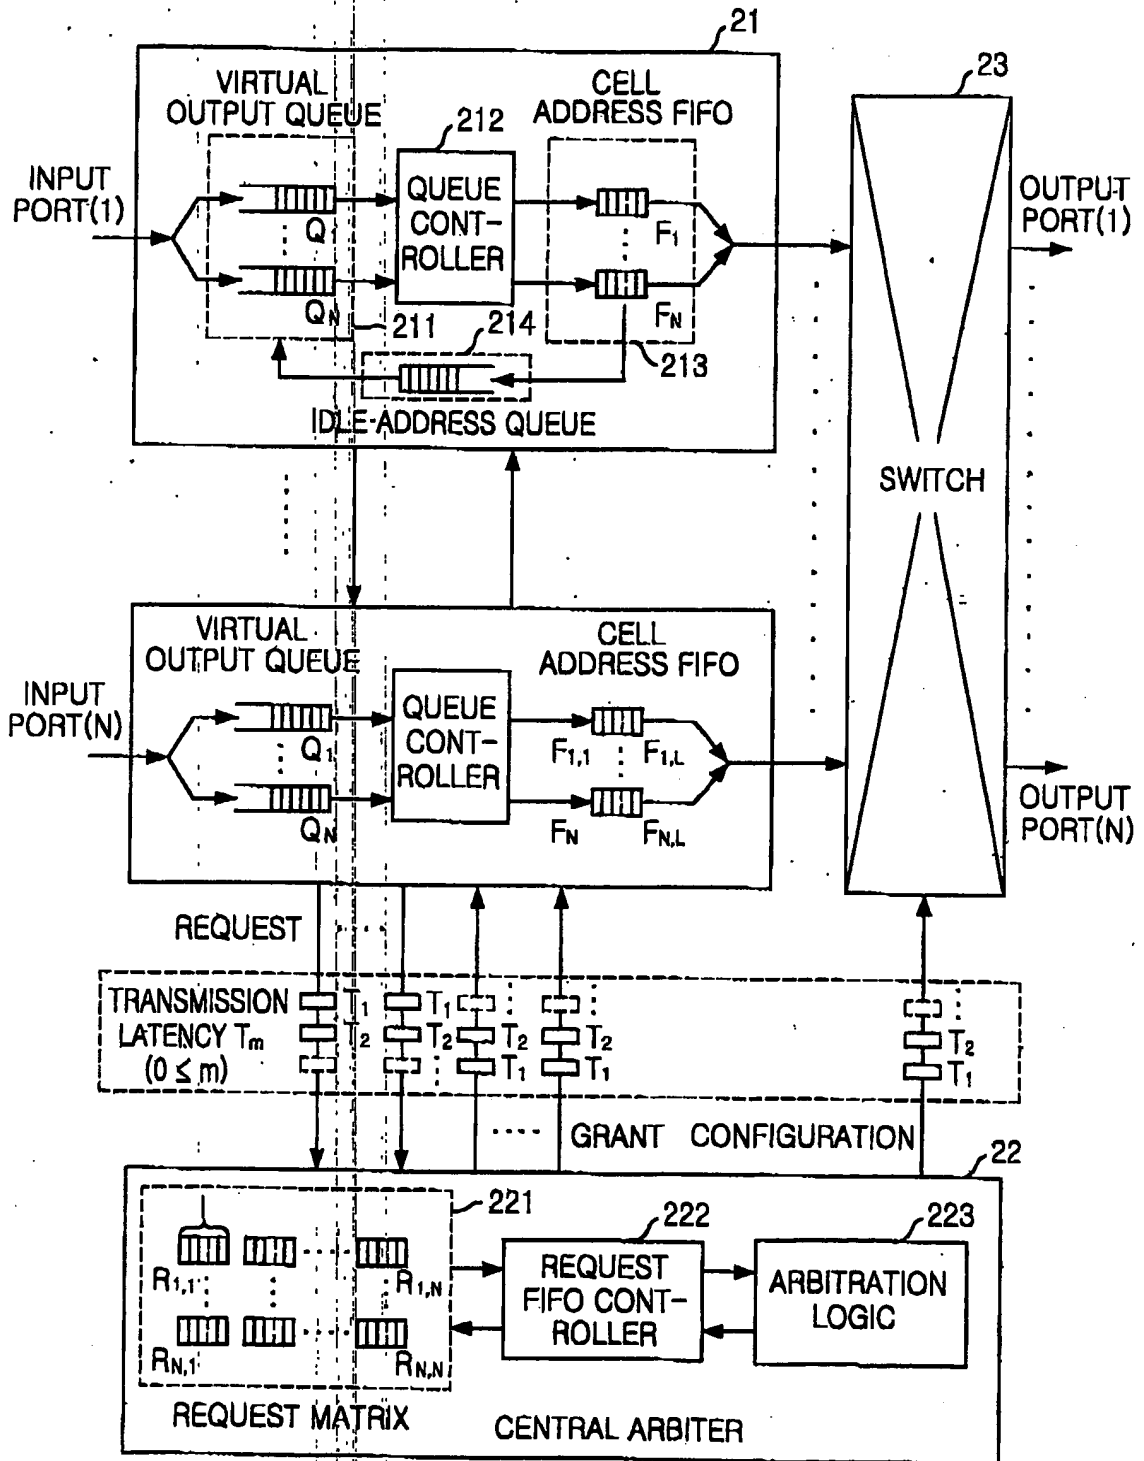 21
VIRTUAL
OUTPUT QUEUE
CELL
ADDRESS FIFO
23
212
INPUT
PORT(1)
QUEUE
CONT-
ROLLER
Q1
F1
OUTPUT
PORT(1)
QN
FN
211
214
213
IDLE-ADDRESS QUEUE
SWITCH
VIRTUAL
OUTPUT QUEUE
CELL
ADDRESS FIFO
INPUT
PORT(N)
QUEUE
CONT-
ROLLER
Q1
F1,1
F1,L
QN
FN
FN,L
OUTPUT
PORT(N)
REQUEST
TRANSMISSION
LATENCY Tm
(0 ≤ m)
T1
T2
T1
T2
T2
T1
T2
T1
T2
T1
GRANT CONFIGURATION
22
221
222
223
R1,1
R1,N
RN,1
RN,N
REQUEST
FIFO CONT-
ROLLER
ARBITRATION
LOGIC
REQUEST MATRIX
CENTRAL ARBITER